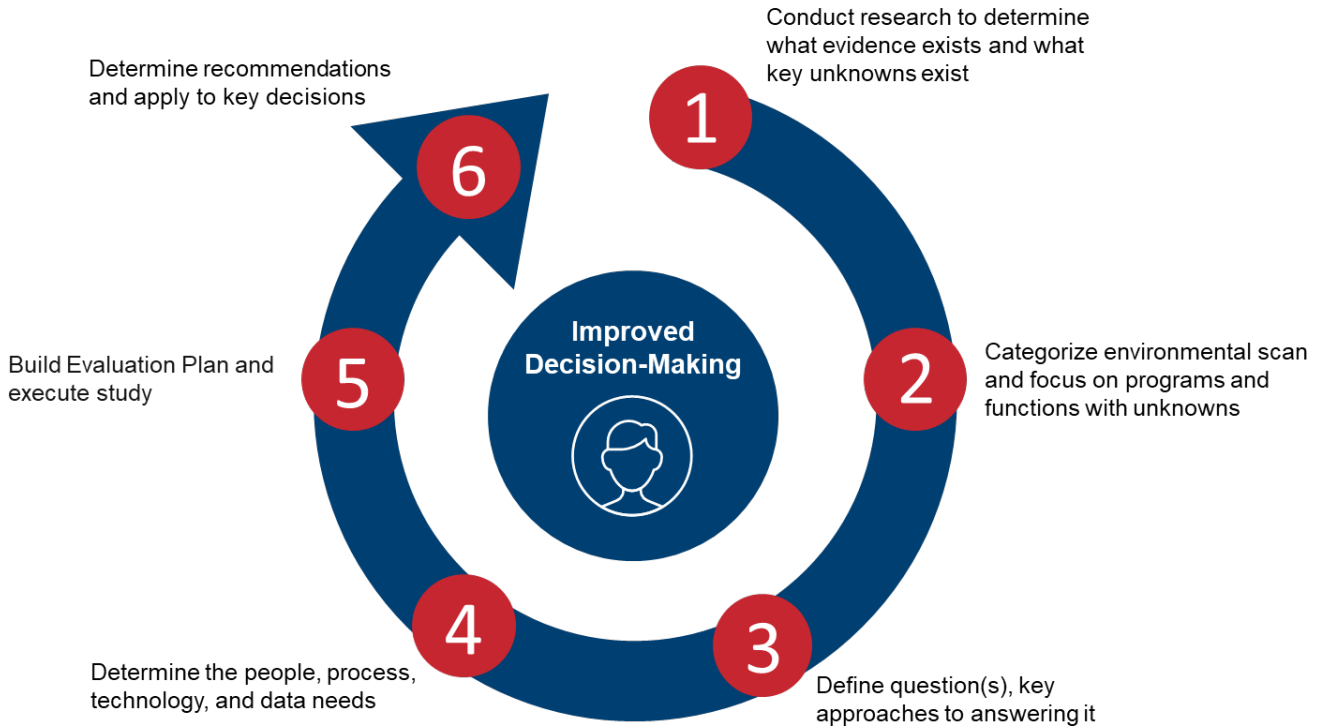 1
Conduct research to determine
what evidence exists and what
key unknowns exist
2
Categorize environmental scan
and focus on programs and
functions with unknowns
3
Define question(s), key
approaches to answering it
4
Determine the people, process,
technology, and data needs
5
Build Evaluation Plan and
execute study
6
Determine recommendations
and apply to key decisions
Improved
Decision-Making